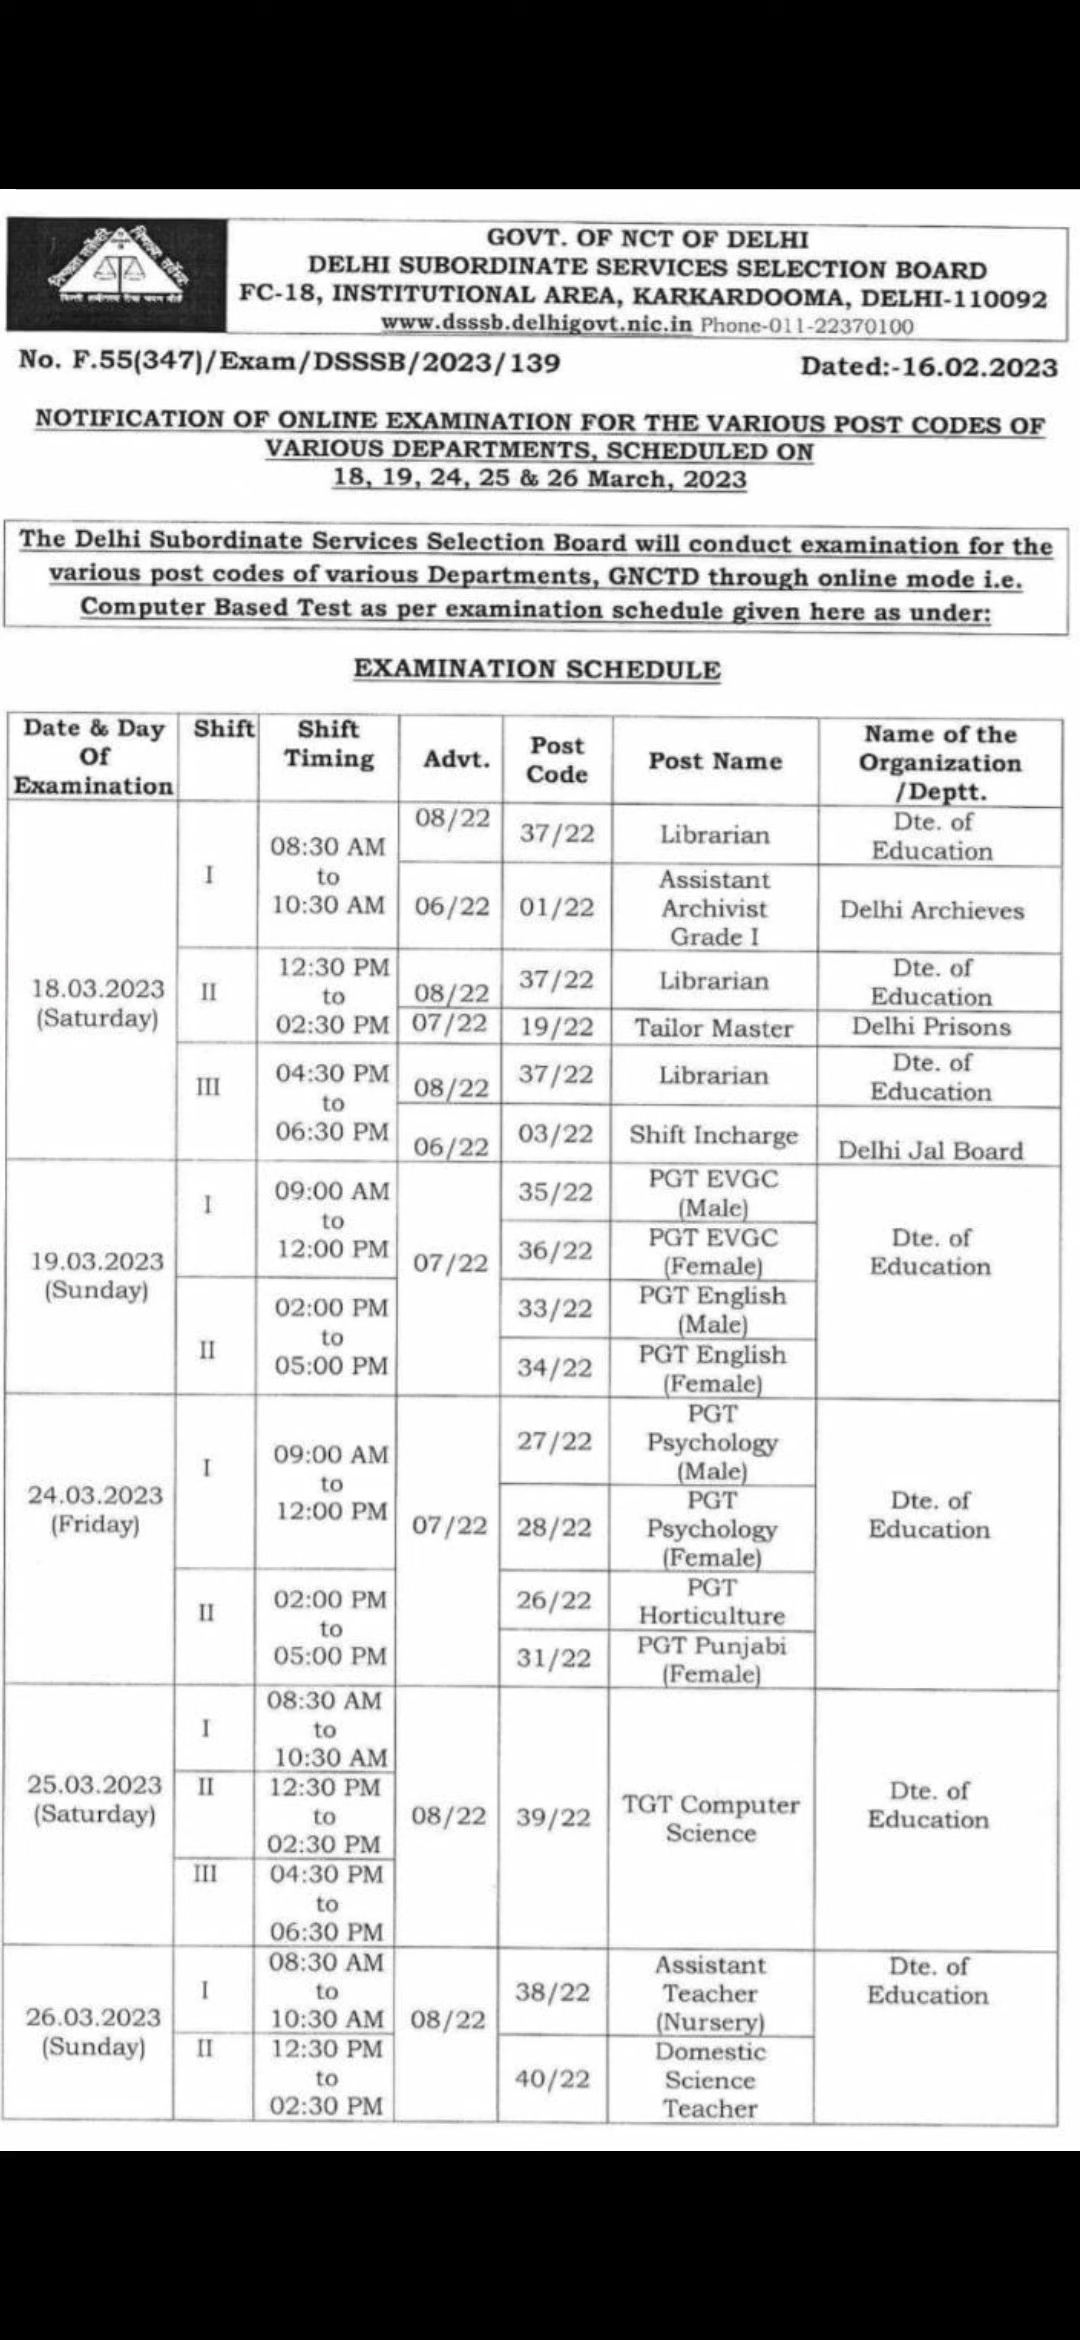 GOVT. OF NCT OF DELHI
DELHI SUBORDINATE SERVICES SELECTION BOARD
FC-18, INSTITUTIONAL AREA, KARKARDOOMA, DELHI-110092
www.dsssb.delhigovt.nic.in Phone-011-22370100
No. F.55(347)/Exam/DSSSB/2023/139 Dated:-16.02.2023
NOTIFICATION OF ONLINE EXAMINATION FOR THE VARIOUS POST CODES OF
VARIOUS DEPARTMENTS, SCHEDULED ON
18, 19, 24, 25 & 26 March, 2023
The Delhi Subordinate Services Selection Board will conduct examination for the
various post codes of various Departments, GNCTD through online mode i.e.
Computer Based Test as per examination schedule given here as under:
EXAMINATION SCHEDULE
Date & Day
Of
Examination
Shift
Shift
Timing
Advt.
Post
Code
Post Name
Name of the
Organization
/Deptt.
18.03.2023
(Saturday)
I
08:30 AM
to
10:30 AM
08/22
37/22
Librarian
Dte. of
Education
06/22
01/22
Assistant
Archivist
Grade I
Delhi Archieves
II
12:30 PM
to
02:30 PM
08/22
37/22
Librarian
Dte. of
Education
07/22
19/22
Tailor Master
Delhi Prisons
III
04:30 PM
to
06:30 PM
08/22
37/22
Librarian
Dte. of
Education
06/22
03/22
Shift Incharge
Delhi Jal Board
19.03.2023
(Sunday)
I
09:00 AM
to
12:00 PM
07/22
35/22
PGT EVGC
(Male)
Dte. of
Education
36/22
PGT EVGC
(Female)
II
02:00 PM
to
05:00 PM
33/22
PGT English
(Male)
34/22
PGT English
(Female)
24.03.2023
(Friday)
I
09:00 AM
to
12:00 PM
07/22
27/22
PGT
Psychology
(Male)
Dte. of
Education
28/22
PGT
Psychology
(Female)
II
02:00 PM
to
05:00 PM
26/22
PGT
Horticulture
31/22
PGT Punjabi
(Female)
25.03.2023
(Saturday)
I
08:30 AM
to
10:30 AM
08/22
39/22
TGT Computer
Science
Dte. of
Education
II
12:30 PM
to
02:30 PM
III
04:30 PM
to
06:30 PM
26.03.2023
(Sunday)
I
08:30 AM
to
10:30 AM
08/22
38/22
Assistant
Teacher
(Nursery)
Dte. of
Education
II
12:30 PM
to
02:30 PM
40/22
Domestic
Science
Teacher